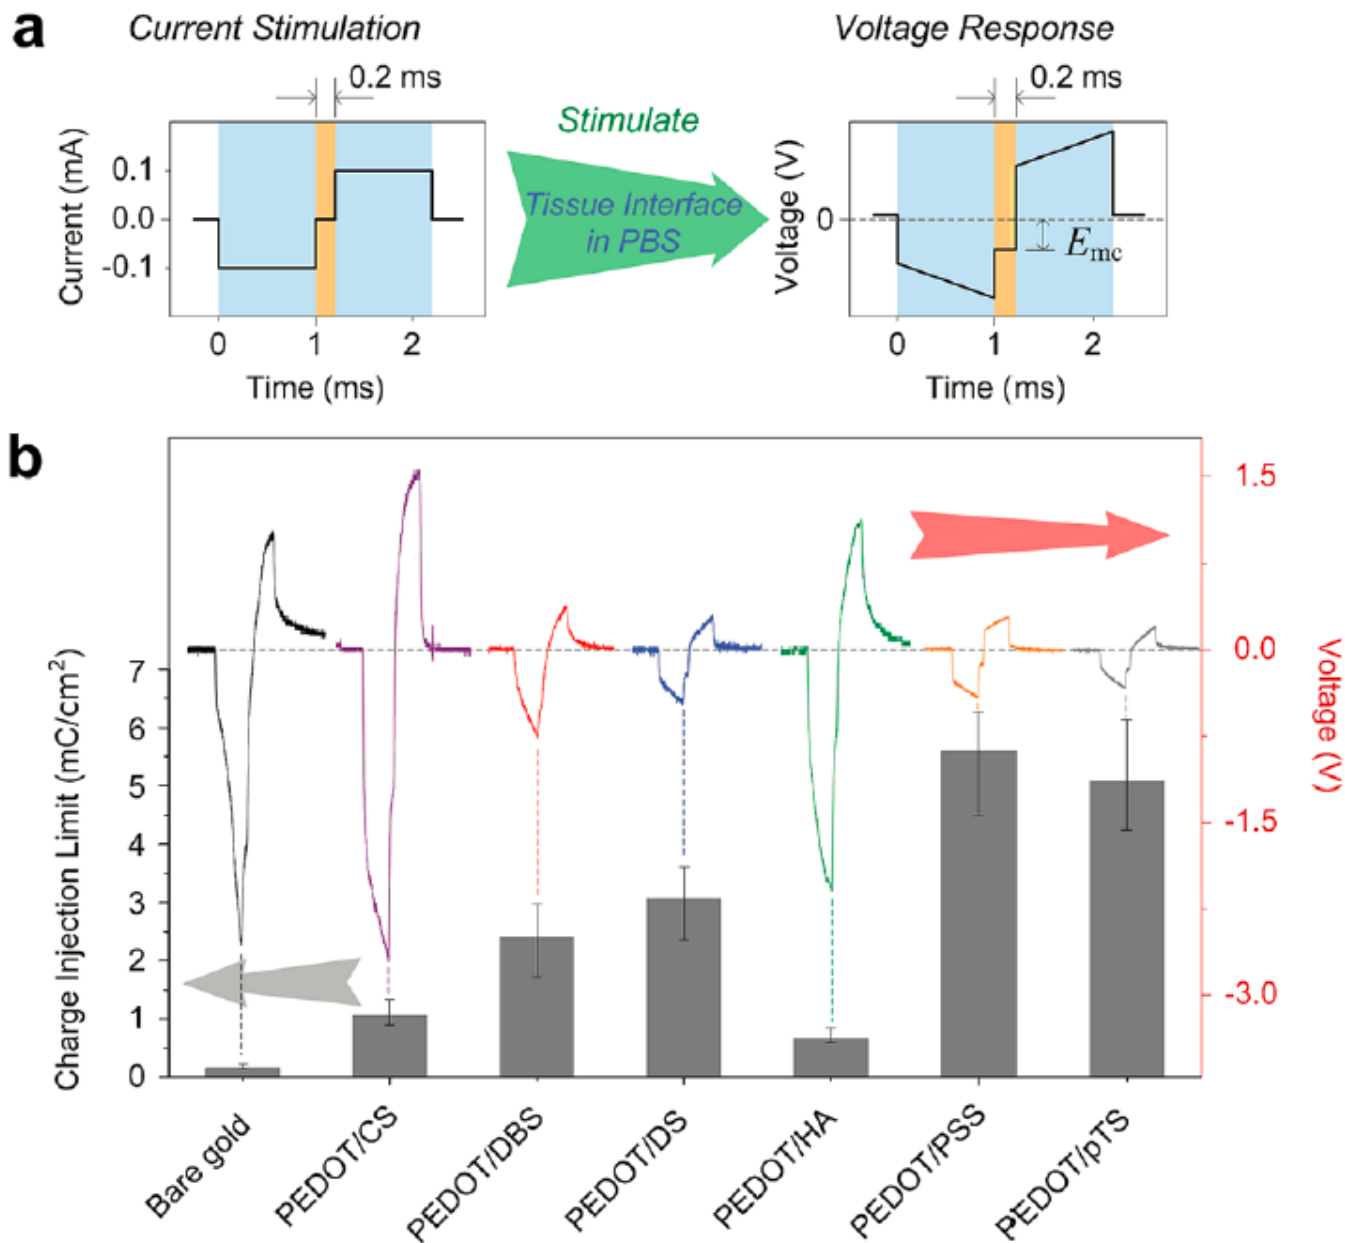 a
Current Stimulation
Voltage Response
0.2 ms
0.2 ms
Stimulate
Tissue Interface
in PBS
Current (mA)
0.1
0.0
-0.1
0
1
2
Time (ms)
Voltage (V)
0
Emc
0
1
2
Time (ms)
b
Charge Injection Limit (mC/cm²)
7
6
5
4
3
2
1
0
1.5
0.0
-1.5
-3.0
Voltage (V)
Bare gold
PEDOT/CS
PEDOT/DBS
PEDOT/DS
PEDOT/HA
PEDOT/PSS
PEDOT/pTS